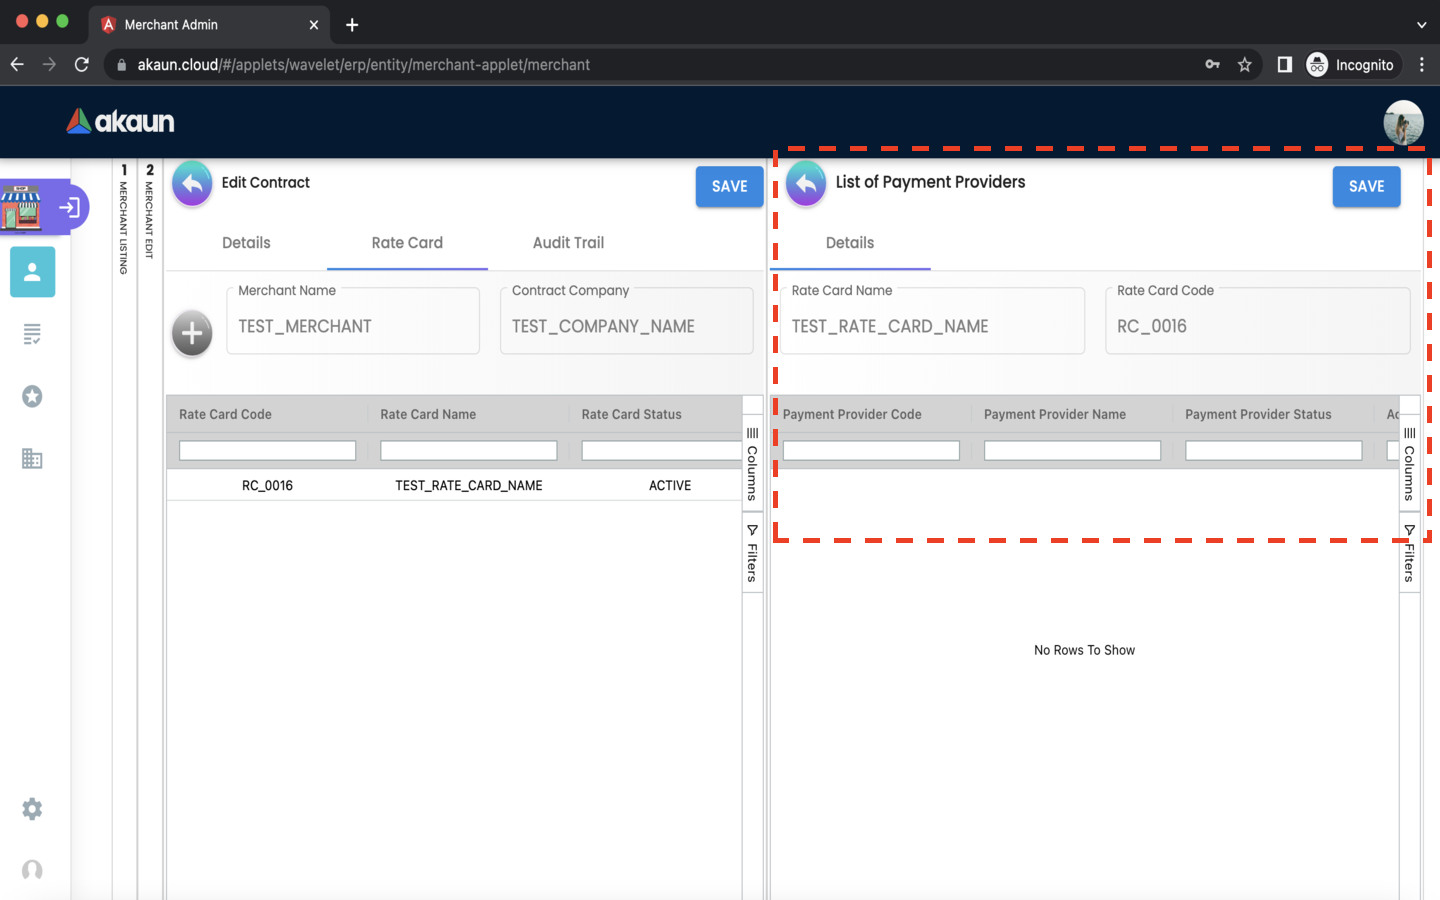 Merchant Admin
akaun.cloud/#/applets/wavelet/erp/entity/merchant-applet/merchant
Incognito
akaun
SHOP
1 MERCHANT LISTING
2 MERCHANT EDIT
Edit Contract
SAVE
Details Rate Card Audit Trail
Merchant Name
TEST_MERCHANT
Contract Company
TEST_COMPANY_NAME
Rate Card Code Rate Card Name Rate Card Status
RC_0016 TEST_RATE_CARD_NAME ACTIVE
Columns
Filters
List of Payment Providers
SAVE
Details
Rate Card Name
TEST_RATE_CARD_NAME
Rate Card Code
RC_0016
Payment Provider Code Payment Provider Name Payment Provider Status Ac
Columns
Filters
No Rows To Show